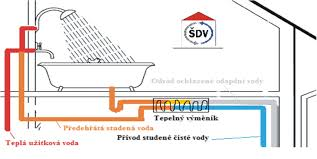 ŠDV
Odvod ochlazené odpadní vody
Tepelný výměník
Předehřátá studená voda
Teplá užitková voda
Přívod studené čisté vody